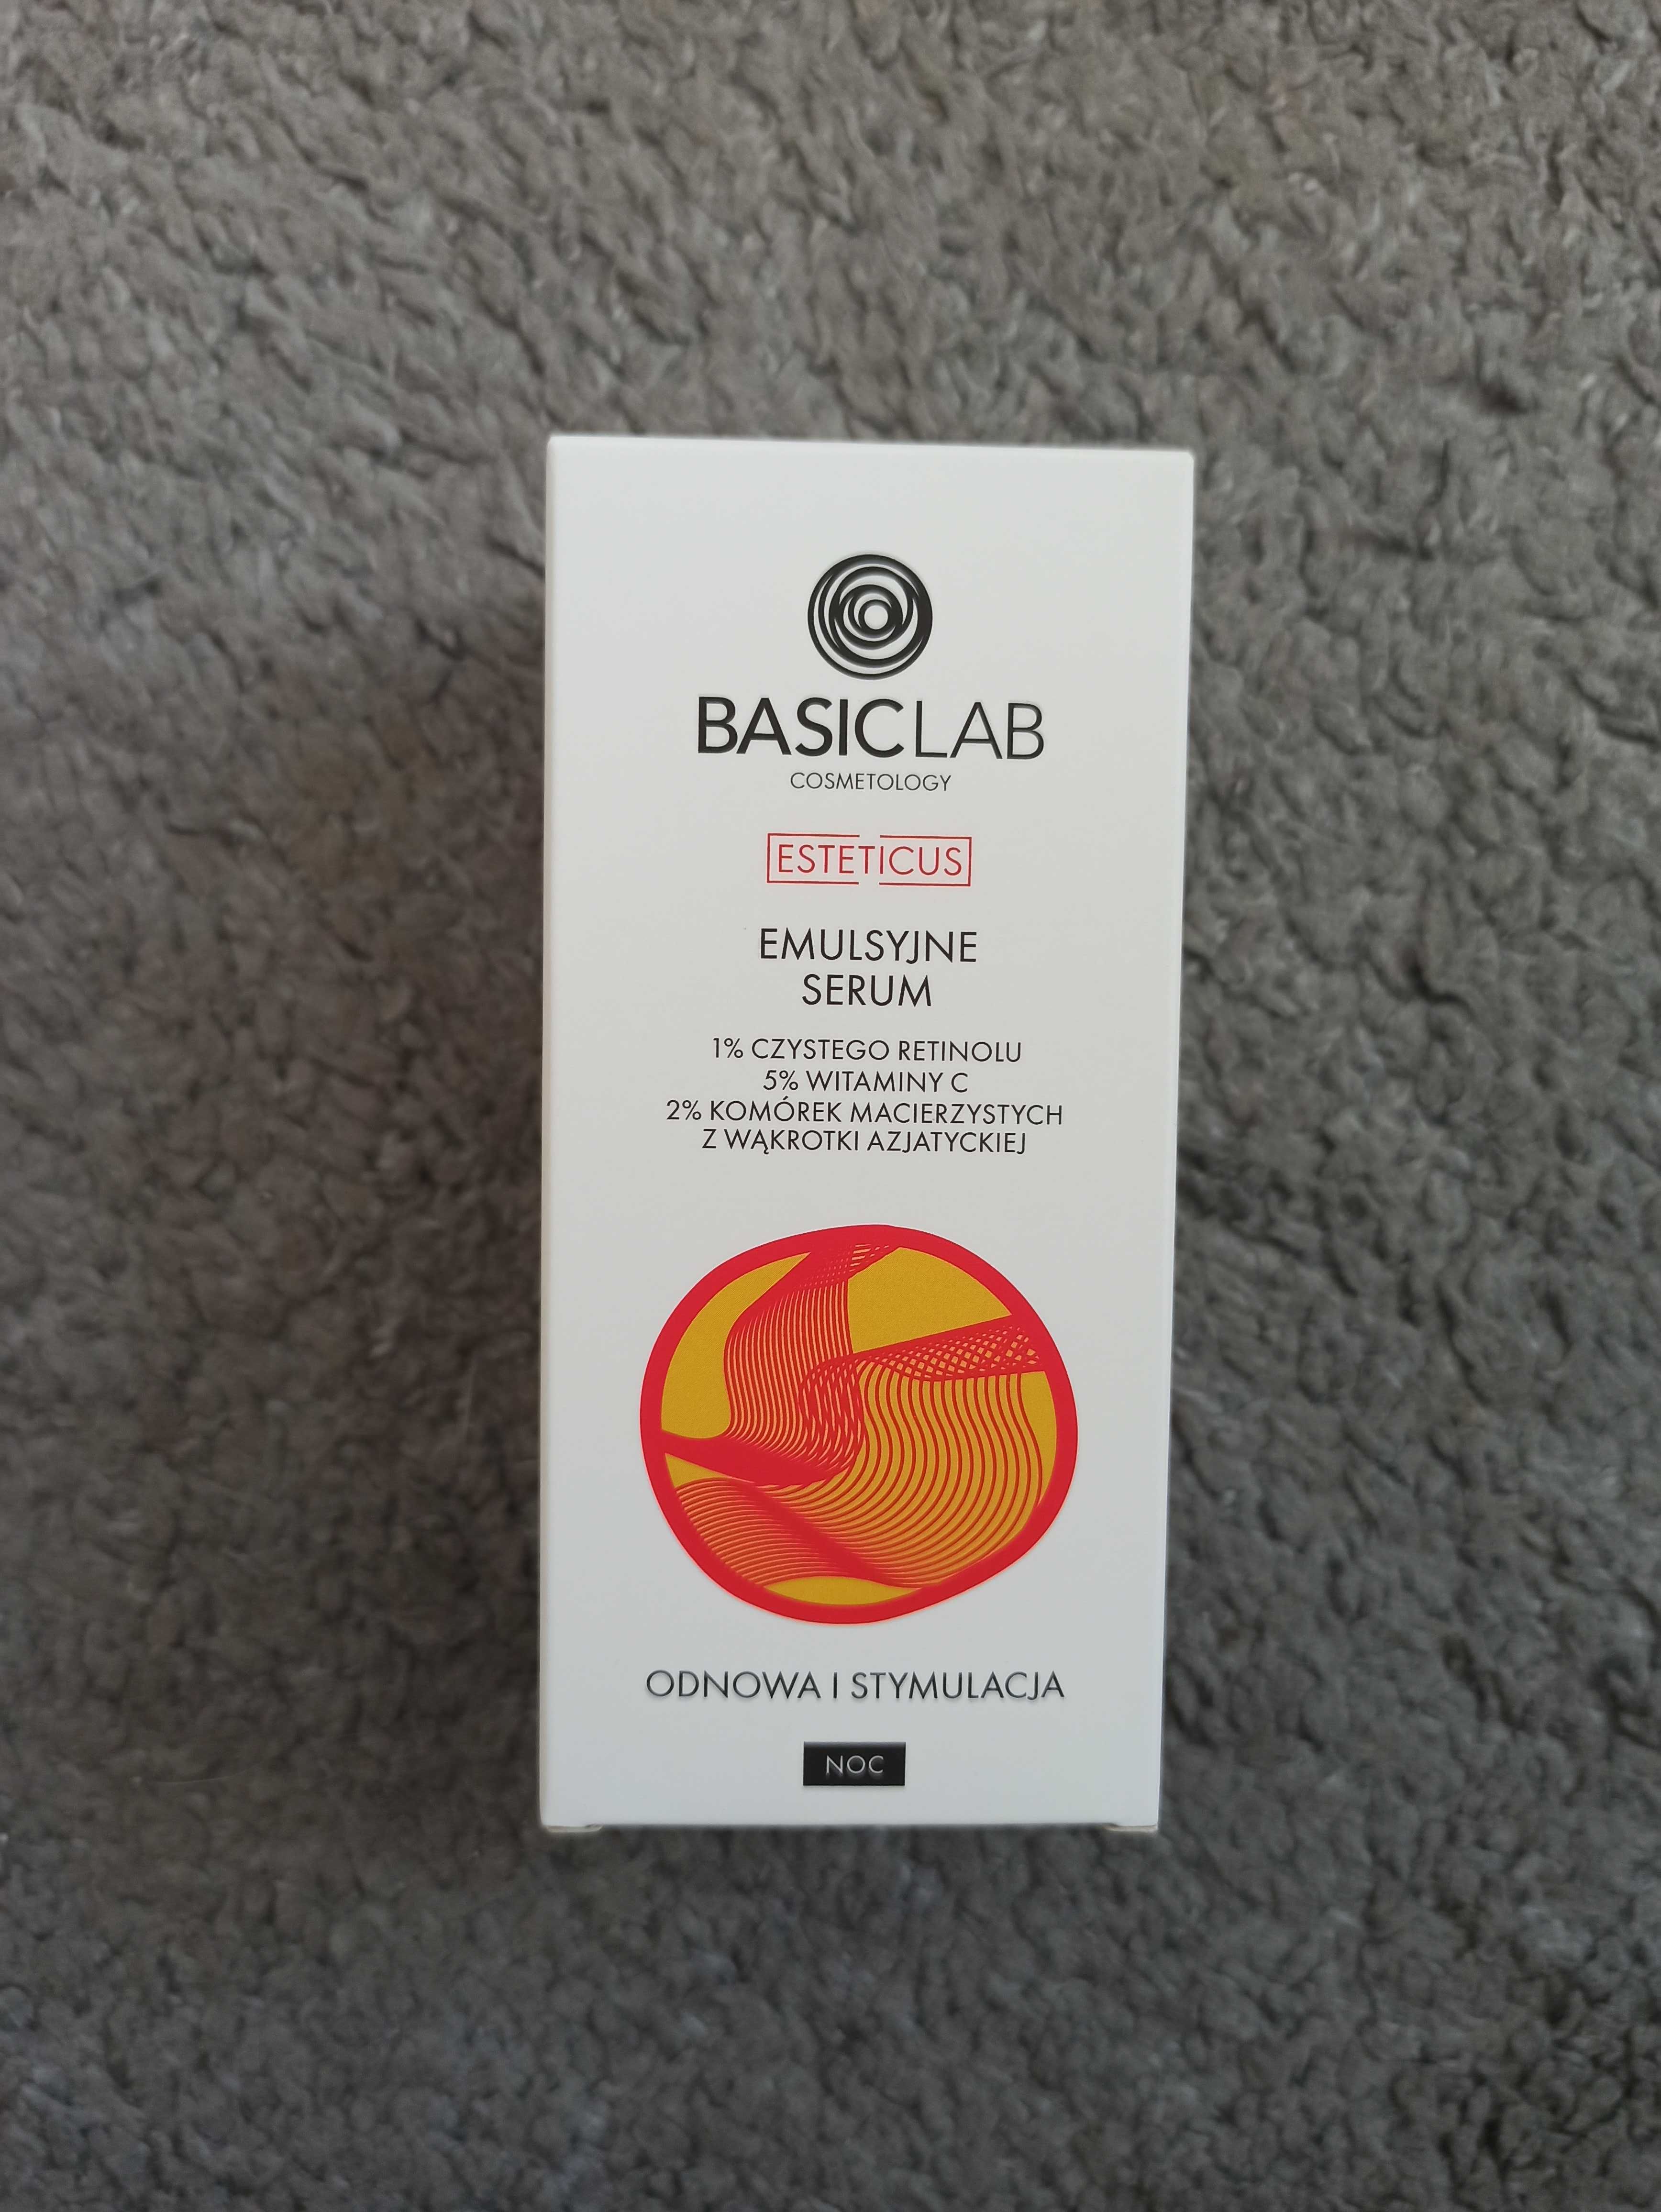 BASICLAB
COSMETOLOGY
ESTETICUS
EMULSYJNE
SERUM
1% CZYSTEGO RETINOLU
5% WITAMINY C
2% KOMÓREK MACIERZYSTYCH
Z WĄKROTKI AZJATYCKIEJ
ODNOWA I STYMULACJA
NOC